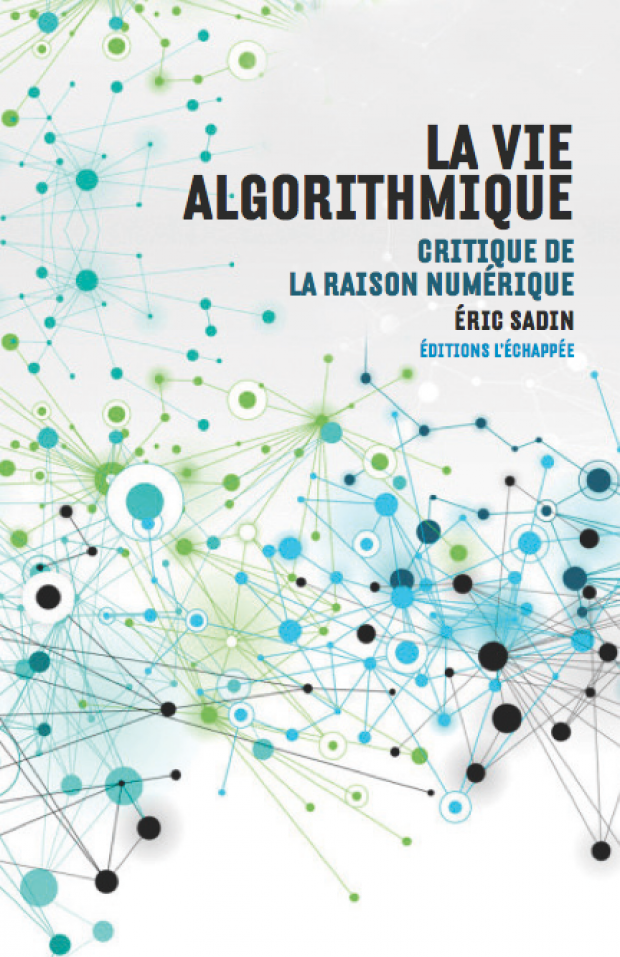 LA VIE
ALGORITHMIQUE
CRITIQUE DE
LA RAISON NUMÉRIQUE
ÉRIC SADIN
ÉDITIONS L'ÉCHAPPÉE